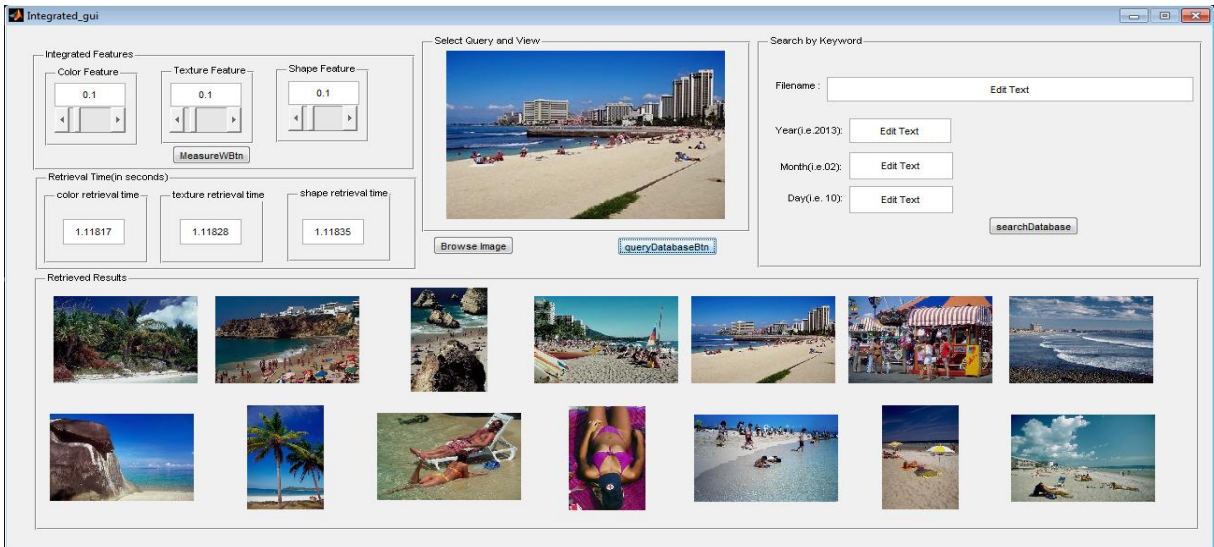 Integrated_gui
Integrated Features
Color Feature
Texture Feature
Shape Feature
0.1
0.1
0.1
MeasureWBtn
Retrieval Time(in seconds)
color retrieval time
texture retrieval time
shape retrieval time
1.11817
1.11828
1.11835
Select Query and View
Browse Image
queryDatabaseBtn
Search by Keyword
Filename :
Edit Text
Year(i.e.2013):
Edit Text
Month(i.e.02):
Edit Text
Day(i.e. 10):
Edit Text
searchDatabase
Retrieved Results